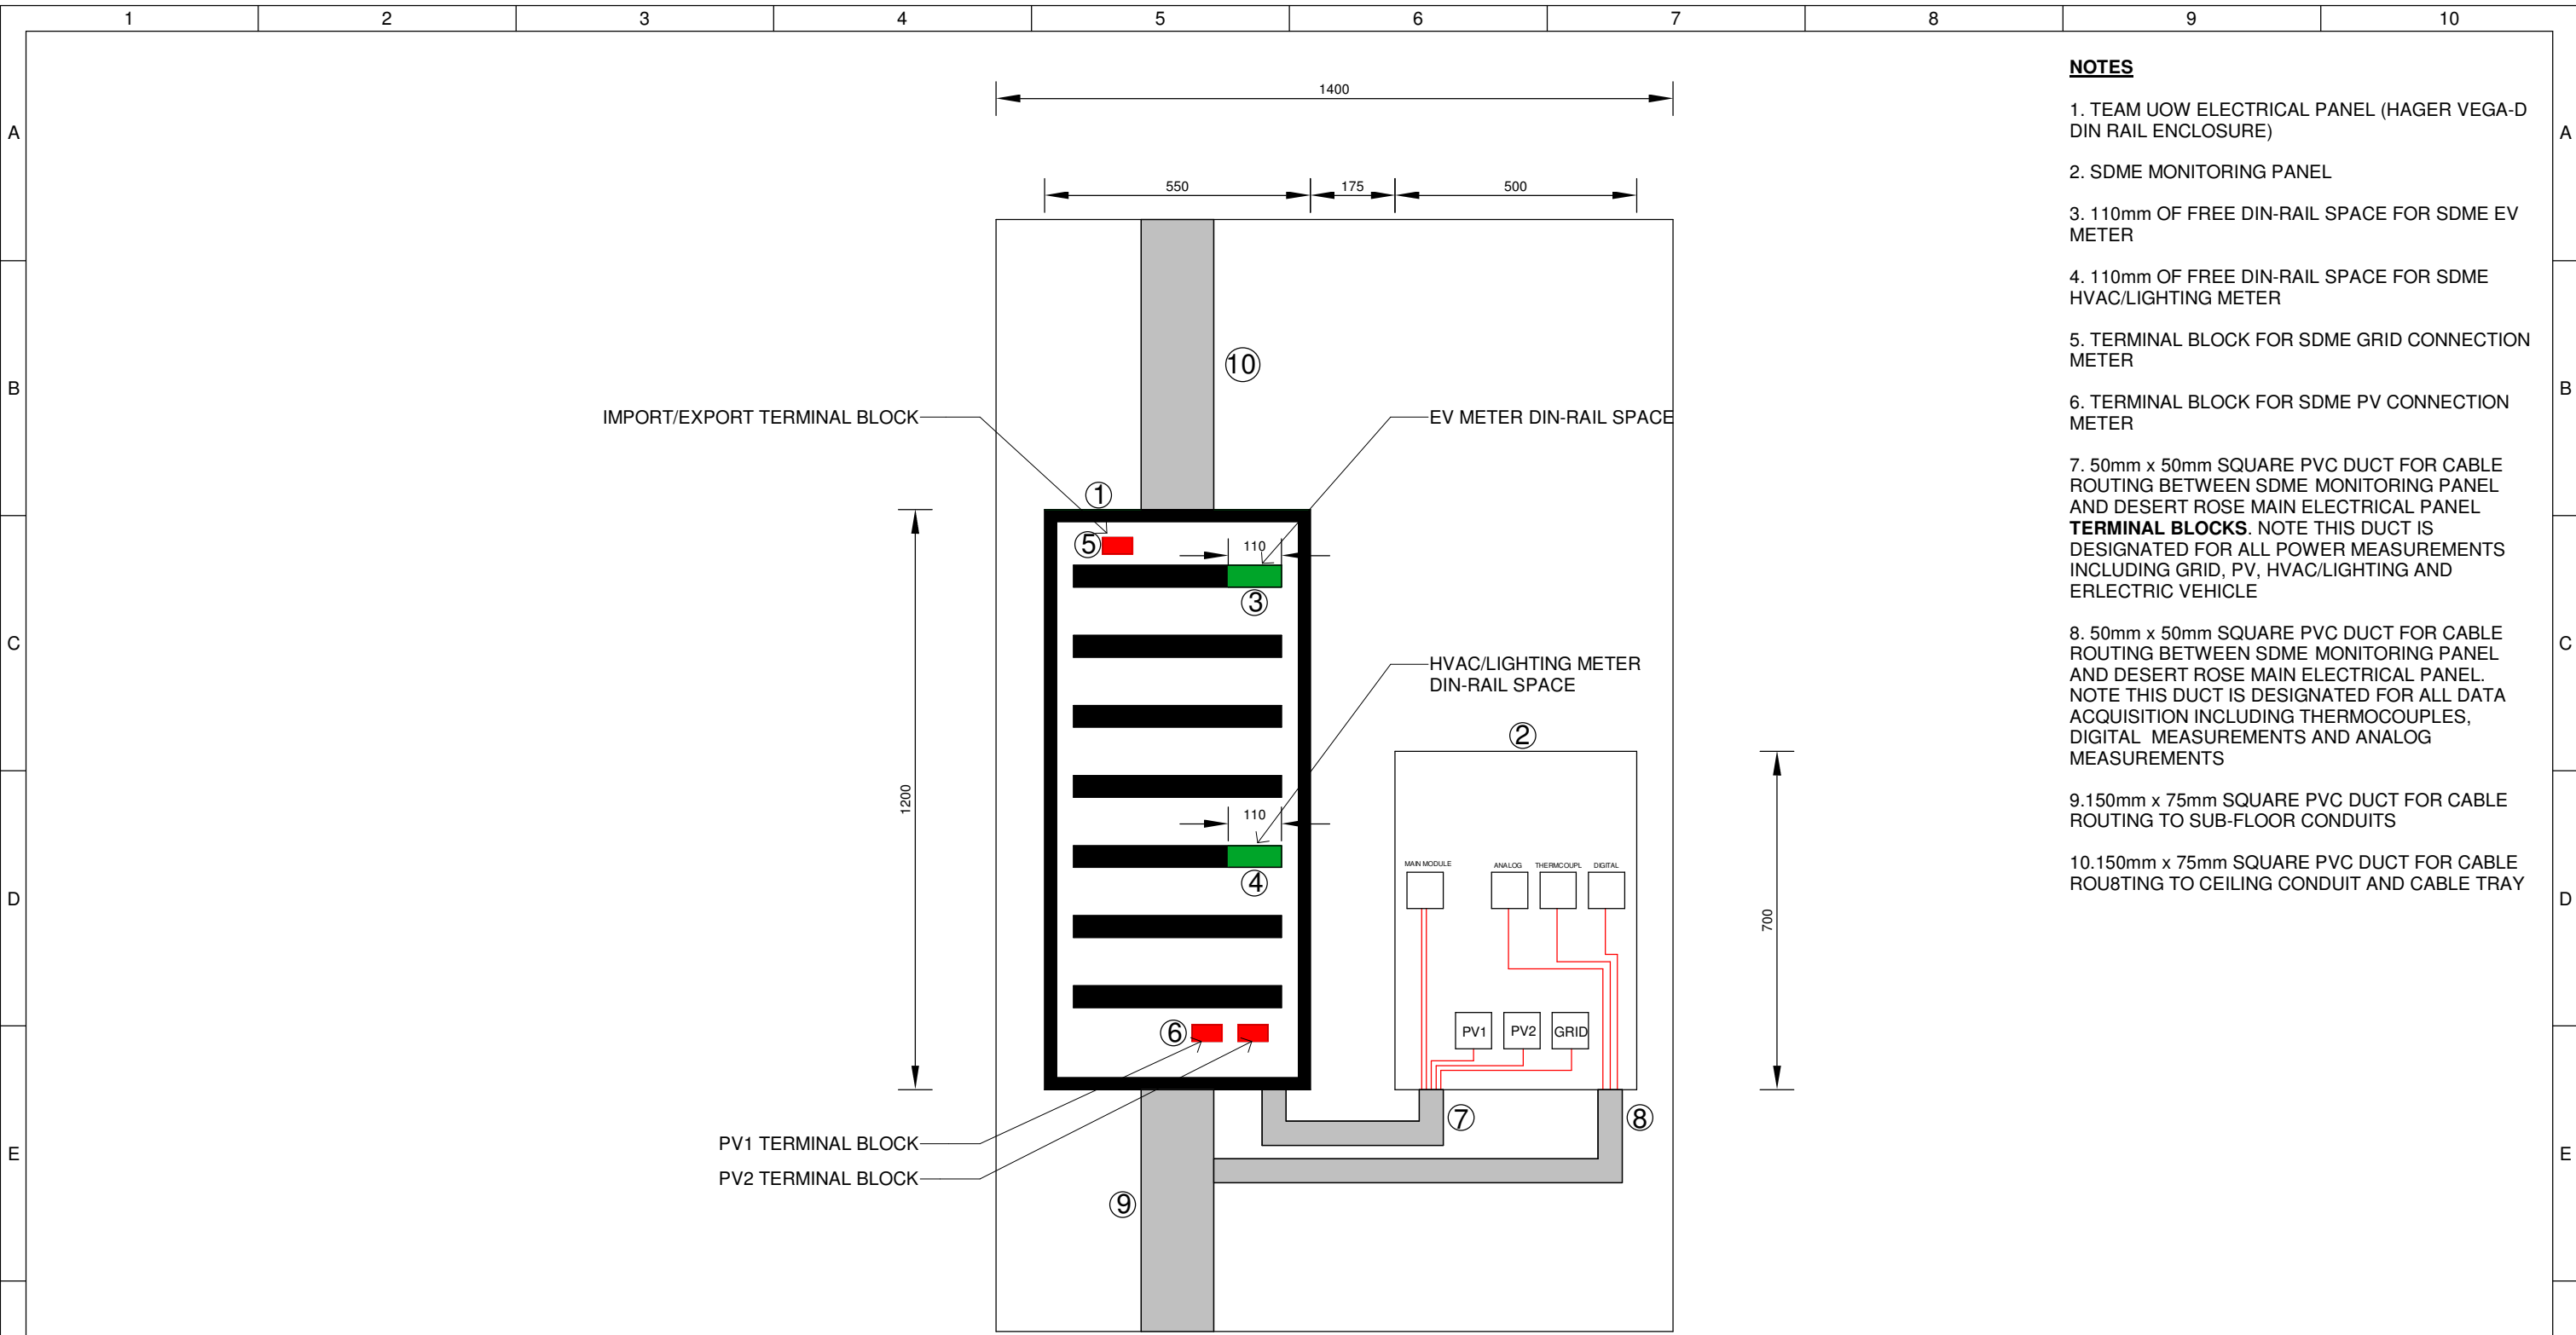 1 2 3 4 5 6 7 8 9 10
A
B
C
D
E
A
B
C
D
E
1400
550
175
500
10
IMPORT/EXPORT TERMINAL BLOCK
EV METER DIN-RAIL SPACE
1
5
110
3
HVAC/LIGHTING METER
DIN-RAIL SPACE
2
1200
110
4
MAIN MODULE
ANALOG
THERMCOUPL
DIGITAL
700
6
PV1
PV2
GRID
7
8
PV1 TERMINAL BLOCK
PV2 TERMINAL BLOCK
9
NOTES
1. TEAM UOW ELECTRICAL PANEL (HAGER VEGA-D
DIN RAIL ENCLOSURE)
2. SDME MONITORING PANEL
3. 110mm OF FREE DIN-RAIL SPACE FOR SDME EV
METER
4. 110mm OF FREE DIN-RAIL SPACE FOR SDME
HVAC/LIGHTING METER
5. TERMINAL BLOCK FOR SDME GRID CONNECTION
METER
6. TERMINAL BLOCK FOR SDME PV CONNECTION
METER
7. 50mm x 50mm SQUARE PVC DUCT FOR CABLE
ROUTING BETWEEN SDME MONITORING PANEL
AND DESERT ROSE MAIN ELECTRICAL PANEL
TERMINAL BLOCKS. NOTE THIS DUCT IS
DESIGNATED FOR ALL POWER MEASUREMENTS
INCLUDING GRID, PV, HVAC/LIGHTING AND
ERLECTRIC VEHICLE
8. 50mm x 50mm SQUARE PVC DUCT FOR CABLE
ROUTING BETWEEN SDME MONITORING PANEL
AND DESERT ROSE MAIN ELECTRICAL PANEL.
NOTE THIS DUCT IS DESIGNATED FOR ALL DATA
ACQUISITION INCLUDING THERMOCOUPLES,
DIGITAL MEASUREMENTS AND ANALOG
MEASUREMENTS
9.150mm x 75mm SQUARE PVC DUCT FOR CABLE
ROUTING TO SUB-FLOOR CONDUITS
10.150mm x 75mm SQUARE PVC DUCT FOR CABLE
ROU8TING TO CEILING CONDUIT AND CABLE TRAY